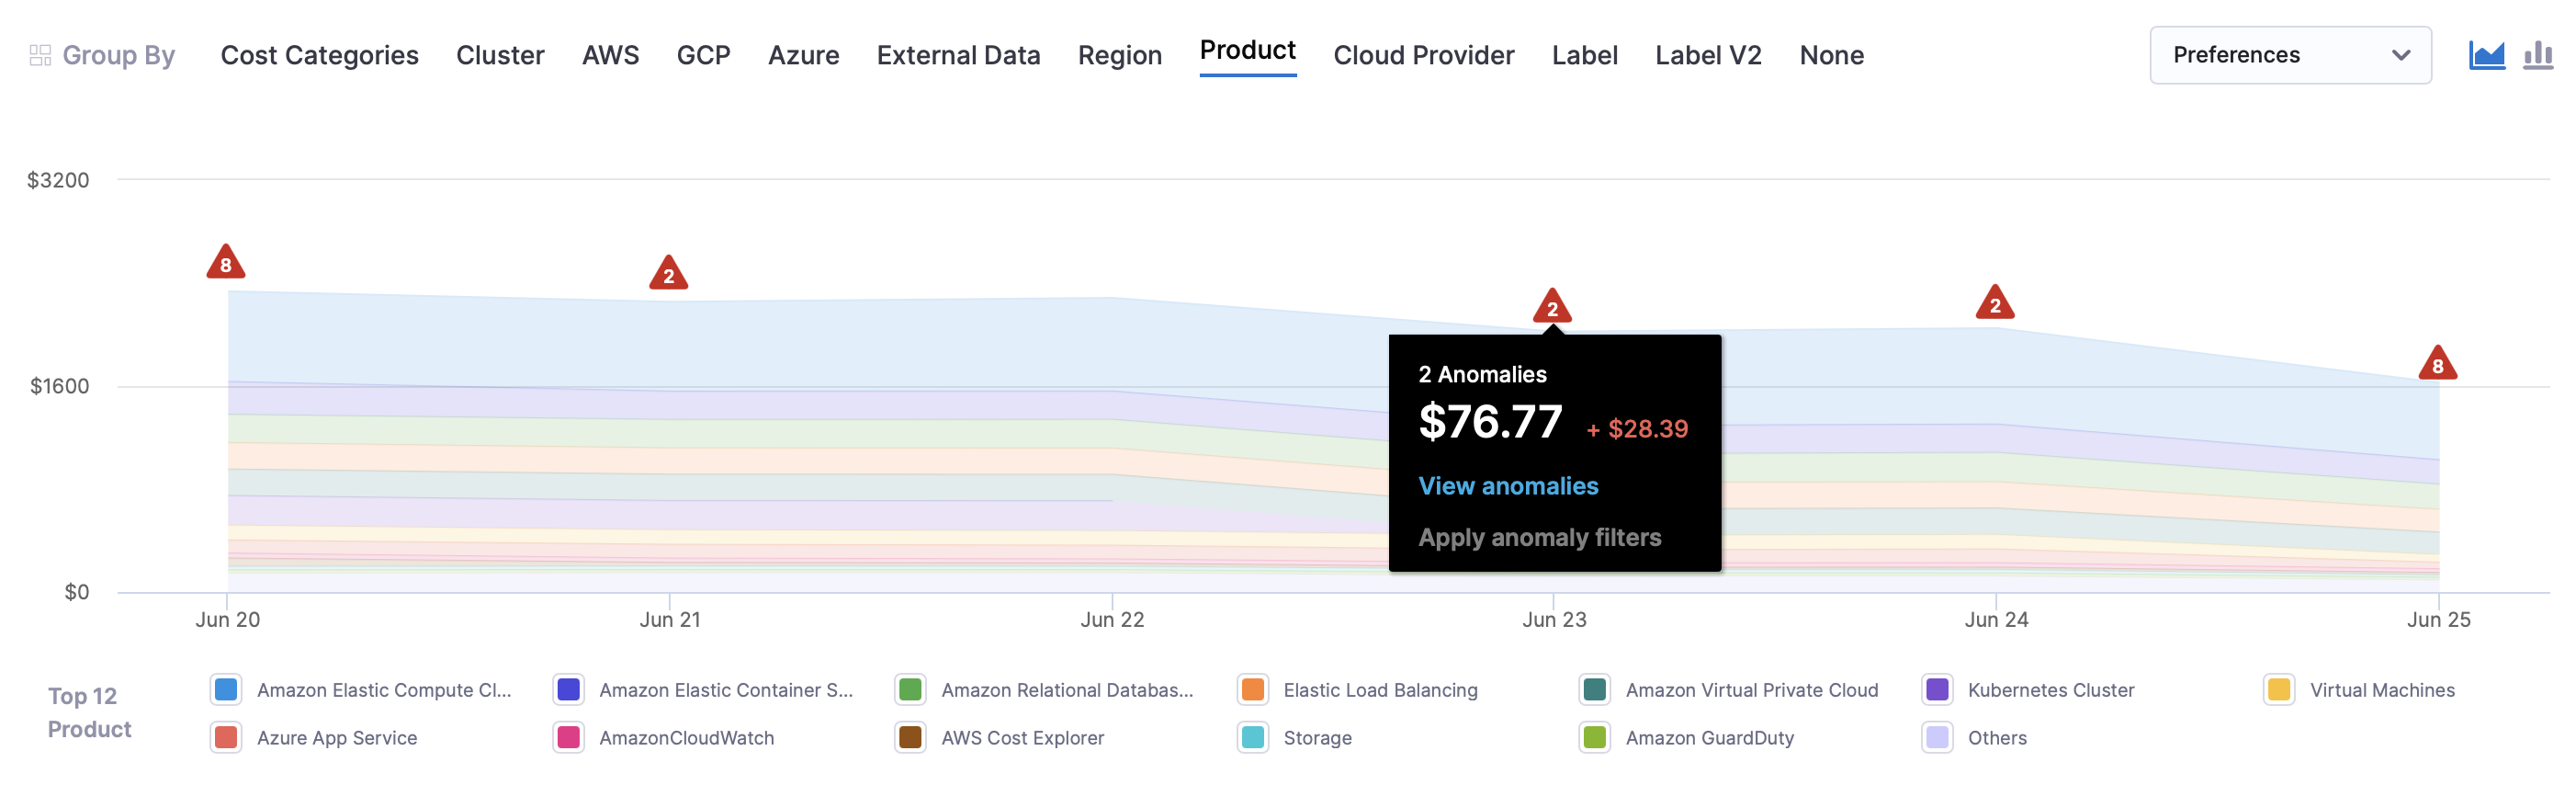 Group By Cost Categories Cluster AWS GCP Azure External Data Region Product Cloud Provider Label Label V2 None Preferences
$3200
$1600
$0
8
2
2
2
8
2 Anomalies
$76.77 + $28.39
View anomalies
Apply anomaly filters
Jun 20 Jun 21 Jun 22 Jun 23 Jun 24 Jun 25
Top 12
Product
Amazon Elastic Compute Cl... Amazon Elastic Container S... Amazon Relational Databas... Elastic Load Balancing Amazon Virtual Private Cloud Kubernetes Cluster Virtual Machines
Azure App Service AmazonCloudWatch AWS Cost Explorer Storage Amazon GuardDuty Others